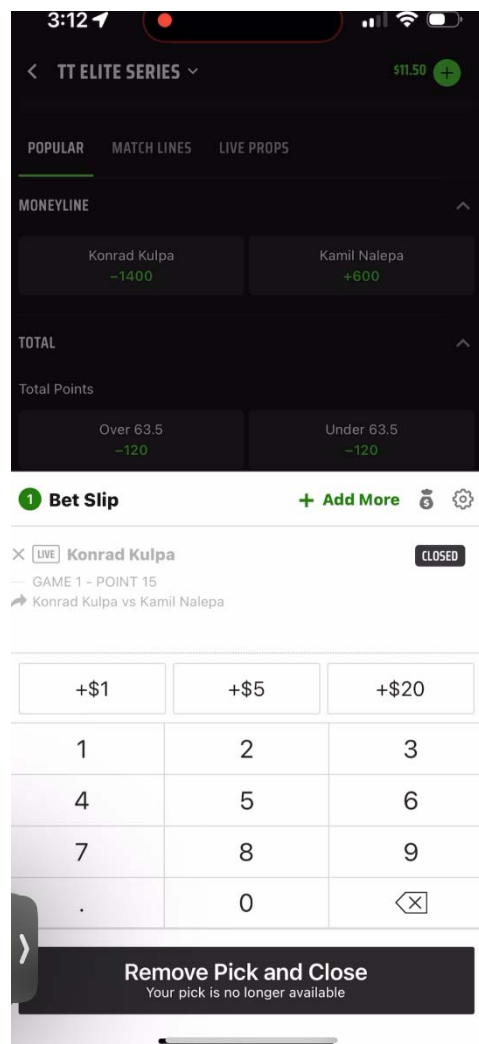 3:12
TT ELITE SERIES
$11.50
POPULAR MATCH LINES LIVE PROPS
MONEYLINE
Konrad Kulpa Kamil Nalepa
−1400 +600
TOTAL
Total Points
Over 63.5 Under 63.5
−120 −120
1 Bet Slip + Add More
LIVE Konrad Kulpa CLOSED
GAME 1 - POINT 15
Konrad Kulpa vs Kamil Nalepa
+$1 +$5 +$20
1 2 3
4 5 6
7 8 9
. 0
Remove Pick and Close
Your pick is no longer available